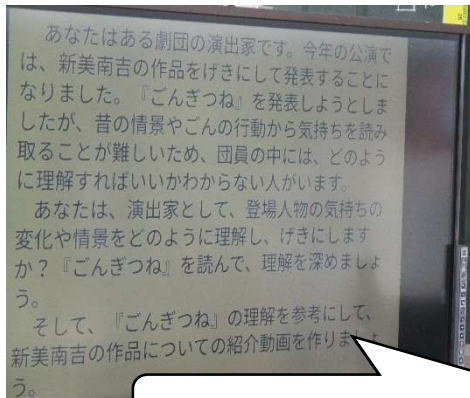 あなたはある劇団の演出家です。今年の公演で
は、新美南吉の作品をげきにして発表することに
なりました。『ごんぎつね』を発表しようとしま
したが、昔の情景やごんの行動から気持ちを読み
取ることが難しいため、団員の中には、どのよう
に理解すればいいかわからない人がいます。
あなたは、演出家として、登場人物の気持ちの
変化や情景をどのように理解し、げきにします
か？『ごんぎつね』を読んで、理解を深めましょ
う。
そして、『ごんぎつね』の理解を参考にして、
新美南吉の作品についての紹介動画を作りましょ
う。